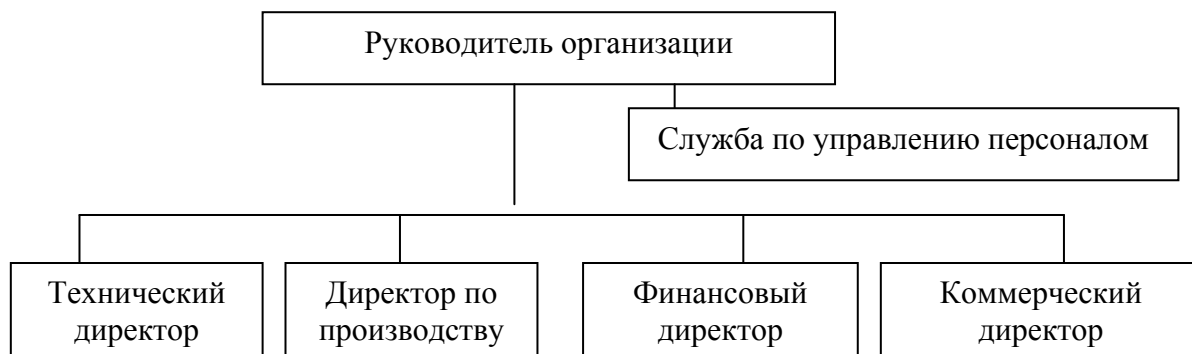 Руководитель организации
Служба по управлению персоналом
Технический
директор
Директор по
производству
Финансовый
директор
Коммерческий
директор